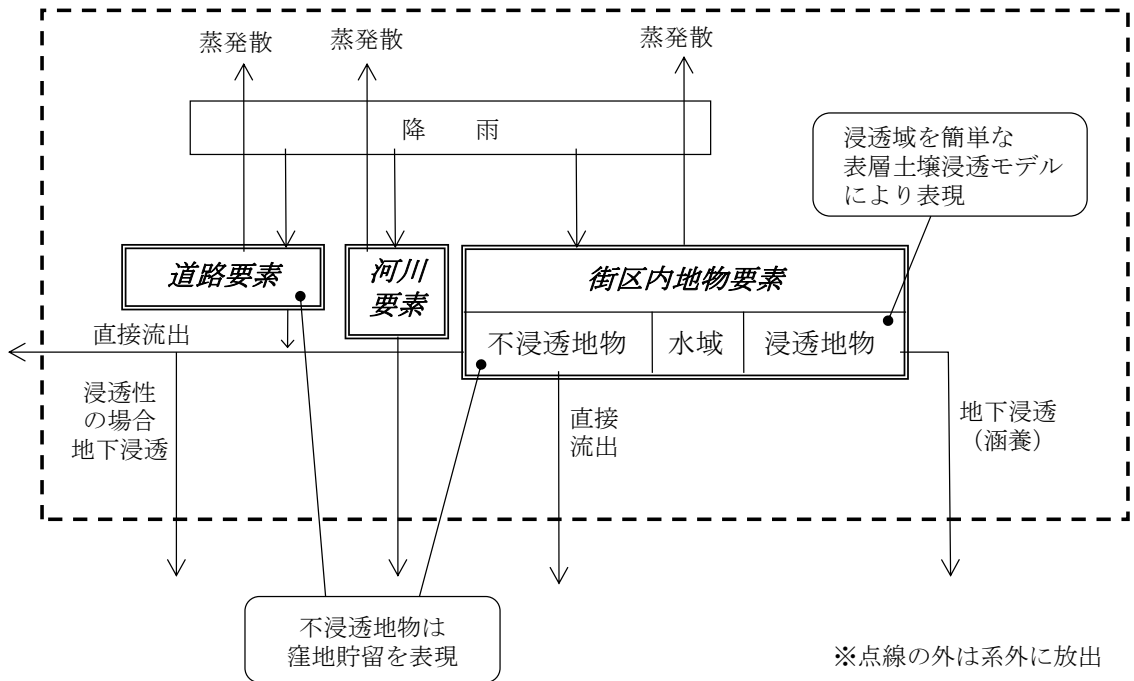 蒸発散
蒸発散
蒸発散
降 雨
浸透域を簡単な
表層土壌浸透モデル
により表現
道路要素
河川
要素
街区内地物要素
不浸透地物
水域
浸透地物
直接流出
浸透性
の場合
地下浸透
直接
流出
地下浸透
（涵養）
不浸透地物は
窪地貯留を表現
※点線の外は系外に放出